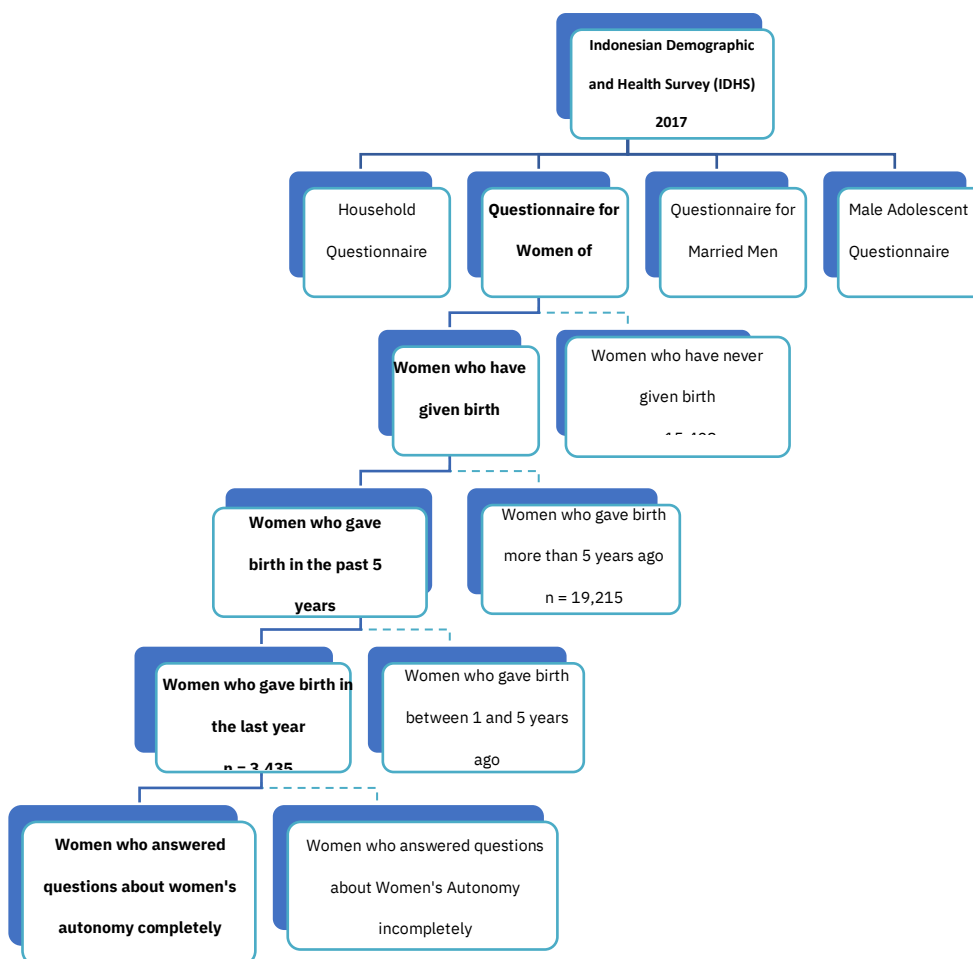 Indonesian Demographic
and Health Survey (IDHS)
2017
Household
Questionnaire
Questionnaire for
Women of
Questionnaire for
Married Men
Male Adolescent
Questionnaire
Women who have
given birth
Women who have never
given birth
Women who gave
birth in the past 5
years
Women who gave birth
more than 5 years ago
n = 19,215
Women who gave birth in
the last year
n = 3,435
Women who gave birth
between 1 and 5 years
ago
Women who answered
questions about women's
autonomy completely
Women who answered questions
about Women's Autonomy
incompletely